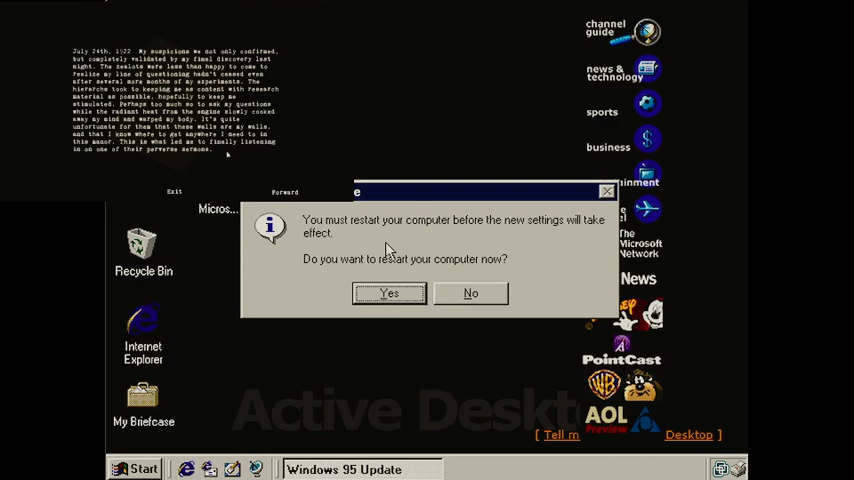 July 24th, 1922 My suspicions we not only confirmed,
but completely validated by my final discovery last
night. The zealots were less than happy to come to
realize my line of questioning hadn't ceased even
after several more months of my experiments. The
hierarchs took to keeping me as content with research
material as possible, hopefully to keep me
stimulated. Perhaps too much so to ask my questions
while the radiant heat from the engine slowly cooked
away my mind and warped my body. It's quite
unfortunate for them that these walls are my walls,
and that I know where to get anywhere I need to in
this manor. This is what led me to finally listening
in on one of their perverse sermons.
Exit
Forward
channel
guide
news &
technology
sports
business
inment
el
The
Microsoft
Network
News
PointCast
WB
AOL
Preview
[ Tell m
Desktop ]
Micros...
Recycle Bin
Internet
Explorer
My Briefcase
e
You must restart your computer before the new settings will take
effect.
Do you want to restart your computer now?
Yes
No
Active Deskt
Start
Windows 95 Update